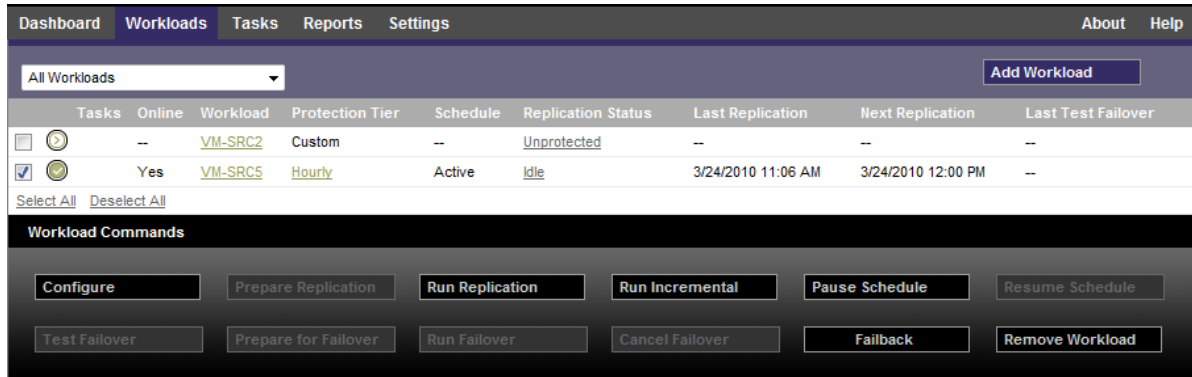 Dashboard Workloads Tasks Reports Settings About Help
All Workloads Add Workload
Tasks Online Workload Protection Tier Schedule Replication Status Last Replication Next Replication Last Test Failover
-- VM-SRC2 Custom -- Unprotected -- -- --
Yes VM-SRC5 Hourly Active Idle 3/24/2010 11:06 AM 3/24/2010 12:00 PM --
Select All Deselect All
Workload Commands
Configure Prepare Replication Run Replication Run Incremental Pause Schedule Resume Schedule
Test Failover Prepare for Failover Run Failover Cancel Failover Failback Remove Workload